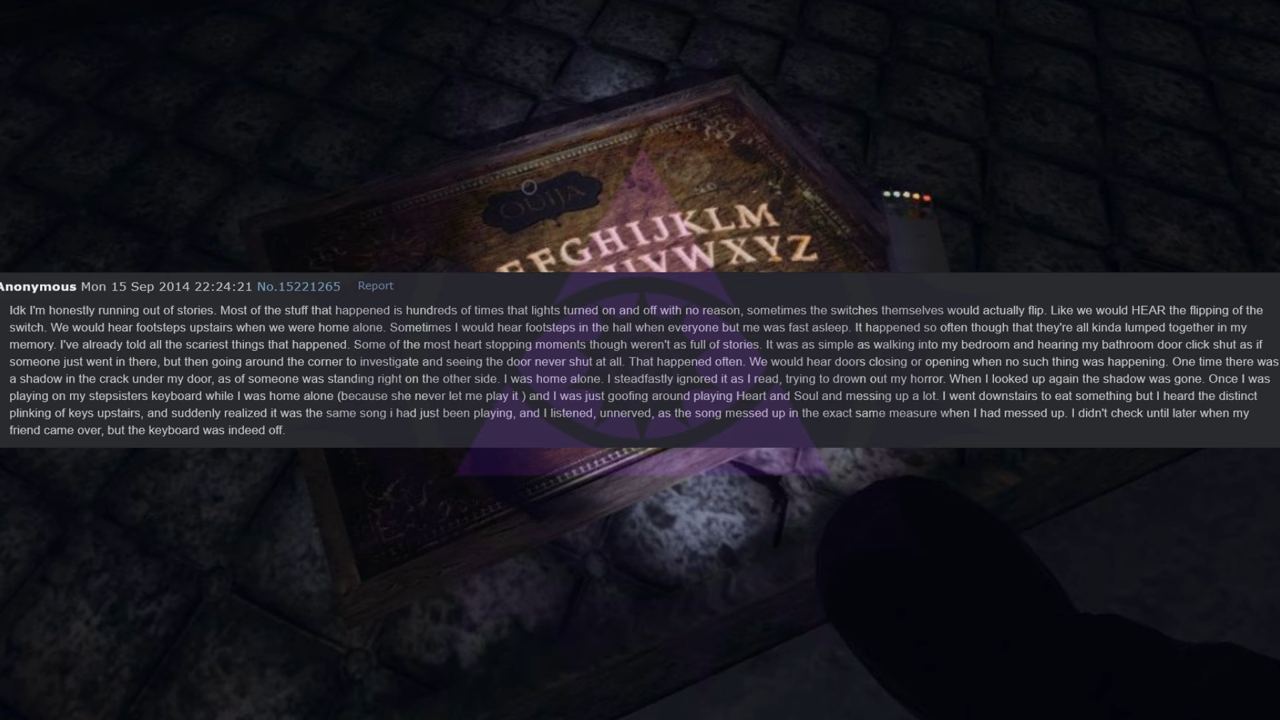 OUIJA
EFGHIJKLM
UVWXYZ
Anonymous Mon 15 Sep 2014 22:24:21 No.15221265 Report
Idk I'm honestly running out of stories. Most of the stuff that happened is hundreds of times that lights turned on and off with no reason, sometimes the switches themselves would actually flip. Like we would HEAR the flipping of the
switch. We would hear footsteps upstairs when we were home alone. Sometimes I would hear footsteps in the hall when everyone but me was fast asleep. It happened so often though that they're all kinda lumped together in my
memory. I've already told all the scariest things that happened. Some of the most heart stopping moments though weren't as full of stories. It was as simple as walking into my bedroom and hearing my bathroom door click shut as if
someone just went in there, but then going around the corner to investigate and seeing the door never shut at all. That happened often. We would hear doors closing or opening when no such thing was happening. One time there was
a shadow in the crack under my door, as of someone was standing right on the other side. I was home alone. I steadfastly ignored it as I read, trying to drown out my horror. When I looked up again the shadow was gone. Once I was
playing on my stepsisters keyboard while I was home alone (because she never let me play it ) and I was just goofing around playing Heart and Soul and messing up a lot. I went downstairs to eat something but I heard the distinct
plinking of keys upstairs, and suddenly realized it was the same song i had just been playing, and I listened, unnerved, as the song messed up in the exact same measure when I had messed up. I didn't check until later when my
friend came over, but the keyboard was indeed off.